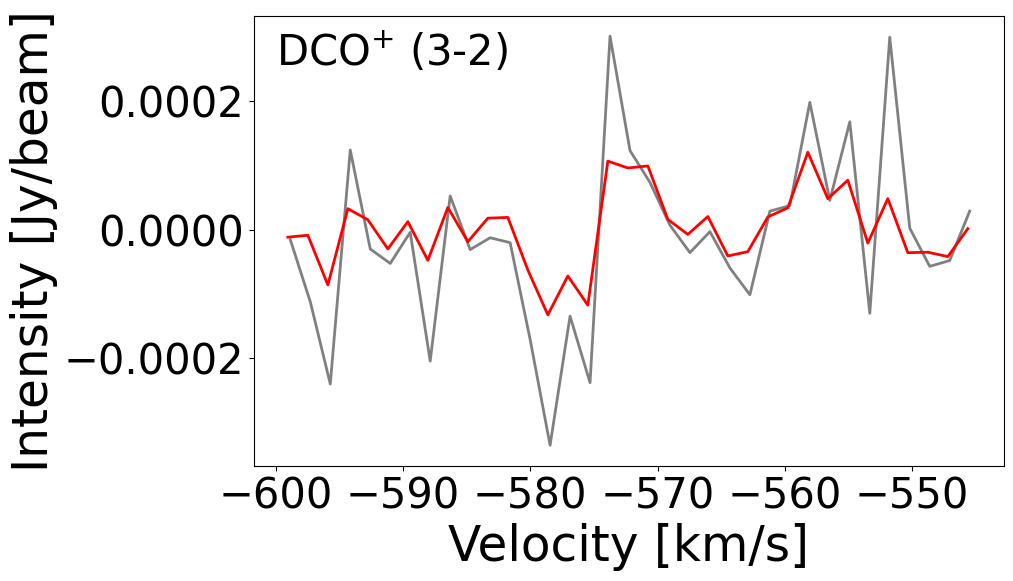 DCO⁺ (3-2)
Intensity [Jy/beam]
0.0002
0.0000
−0.0002
−600 −590 −580 −570 −560 −550
Velocity [km/s]